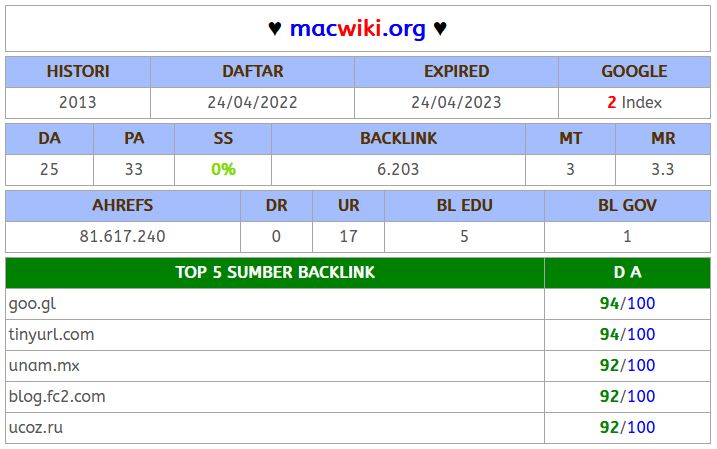 ♥ macwiki.org ♥
HISTORI DAFTAR EXPIRED GOOGLE
2013 24/04/2022 24/04/2023 2 Index
DA PA SS BACKLINK MT MR
25 33 0% 6.203 3 3.3
AHREFS DR UR BL EDU BL GOV
81.617.240 0 17 5 1
TOP 5 SUMBER BACKLINK D A
goo.gl 94/100
tinyurl.com 94/100
unam.mx 92/100
blog.fc2.com 92/100
ucoz.ru 92/100